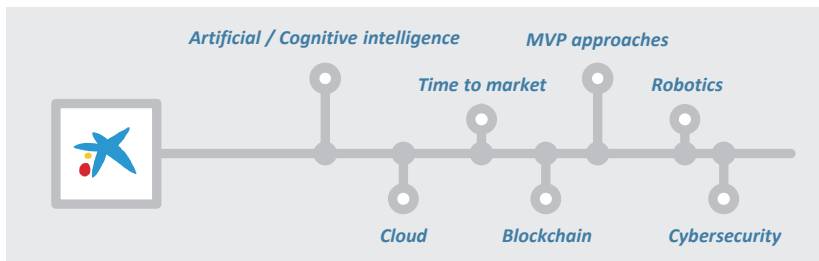 Artificial / Cognitive intelligence
MVP approaches
Time to market
Robotics
Cloud
Blockchain
Cybersecurity